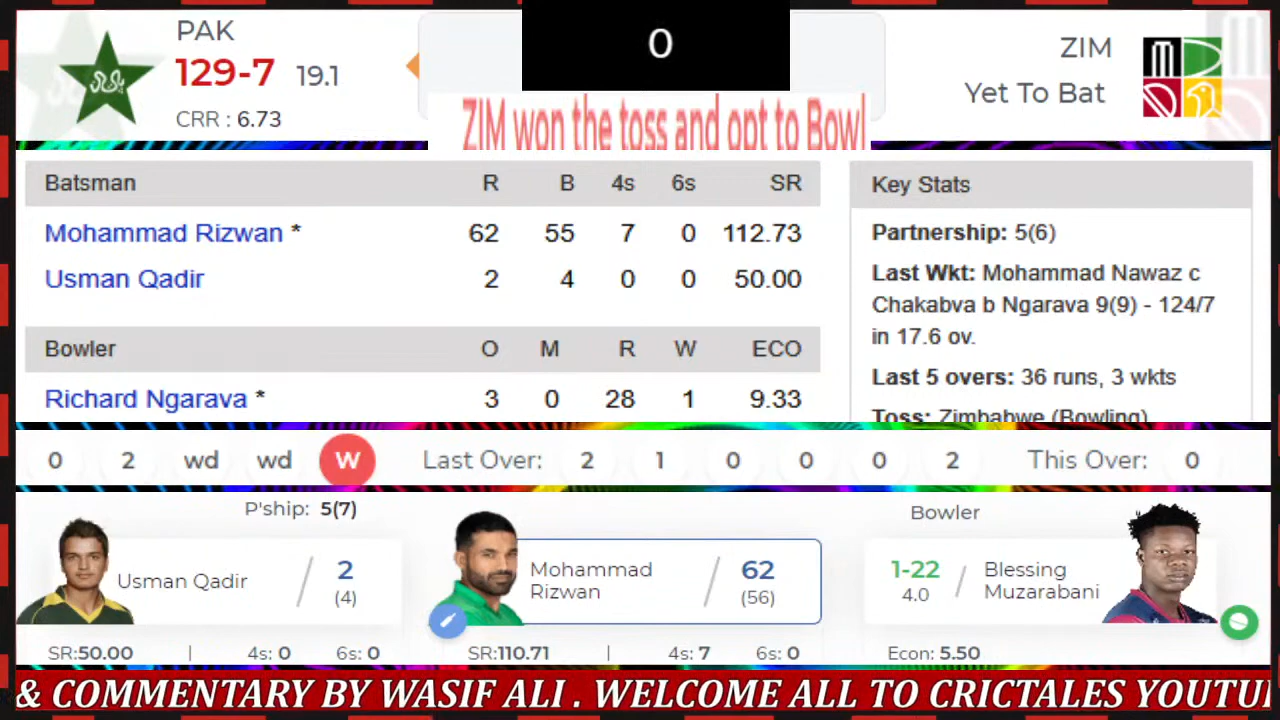 PAK
129-7 19.1
CRR : 6.73
0
ZIM won the toss and opt to Bowl
ZIM
Yet To Bat
Batsman R B 4s 6s SR
Mohammad Rizwan * 62 55 7 0 112.73
Usman Qadir 2 4 0 0 50.00
Bowler O M R W ECO
Richard Ngarava * 3 0 28 1 9.33
Key Stats
Partnership: 5(6)
Last Wkt: Mohammad Nawaz c
Chakabva b Ngarava 9(9) - 124/7
in 17.6 ov.
Last 5 overs: 36 runs, 3 wkts
Toss: Zimbabwe (Bowling)
0 2 wd wd W Last Over: 2 1 0 0 0 2 This Over: 0
P'ship: 5(7)
Usman Qadir / 2
(4)
SR:50.00 | 4s: 0 6s: 0
Mohammad
Rizwan / 62
(56)
SR:110.71 | 4s: 7 6s: 0
Bowler
1-22
4.0 / Blessing
Muzarabani
Econ: 5.50
& COMMENTARY BY WASIF ALI . WELCOME ALL TO CRICTALES YOUTU